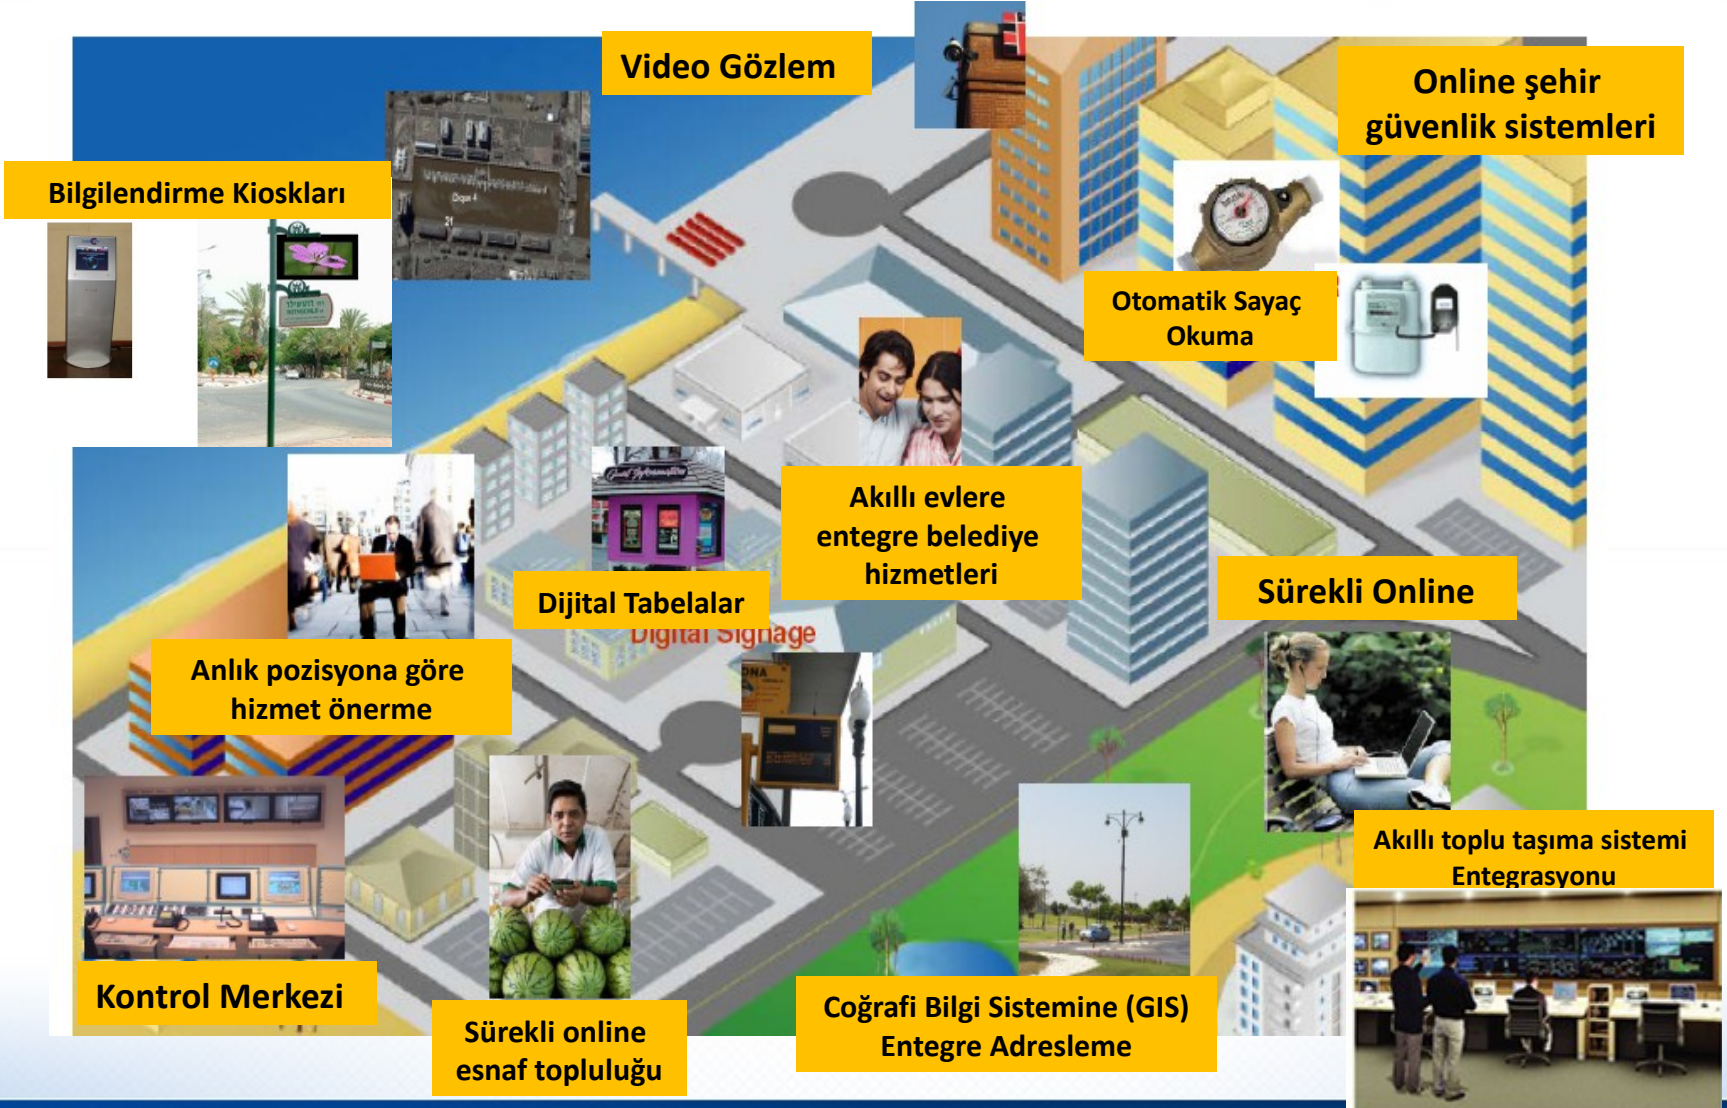 Video Gözlem
Online şehir
güvenlik sistemleri
Bilgilendirme Kioskları
Otomatik Sayaç
Okuma
Akıllı evlere
entegre belediye
hizmetleri
Sürekli Online
Dijital Tabelalar
Digital Signage
Anlık pozisyona göre
hizmet önerme
Akıllı toplu taşıma sistemi
Entegrasyonu
Kontrol Merkezi
Sürekli online
esnaf topluluğu
Coğrafi Bilgi Sistemine (GIS)
Entegre Adresleme